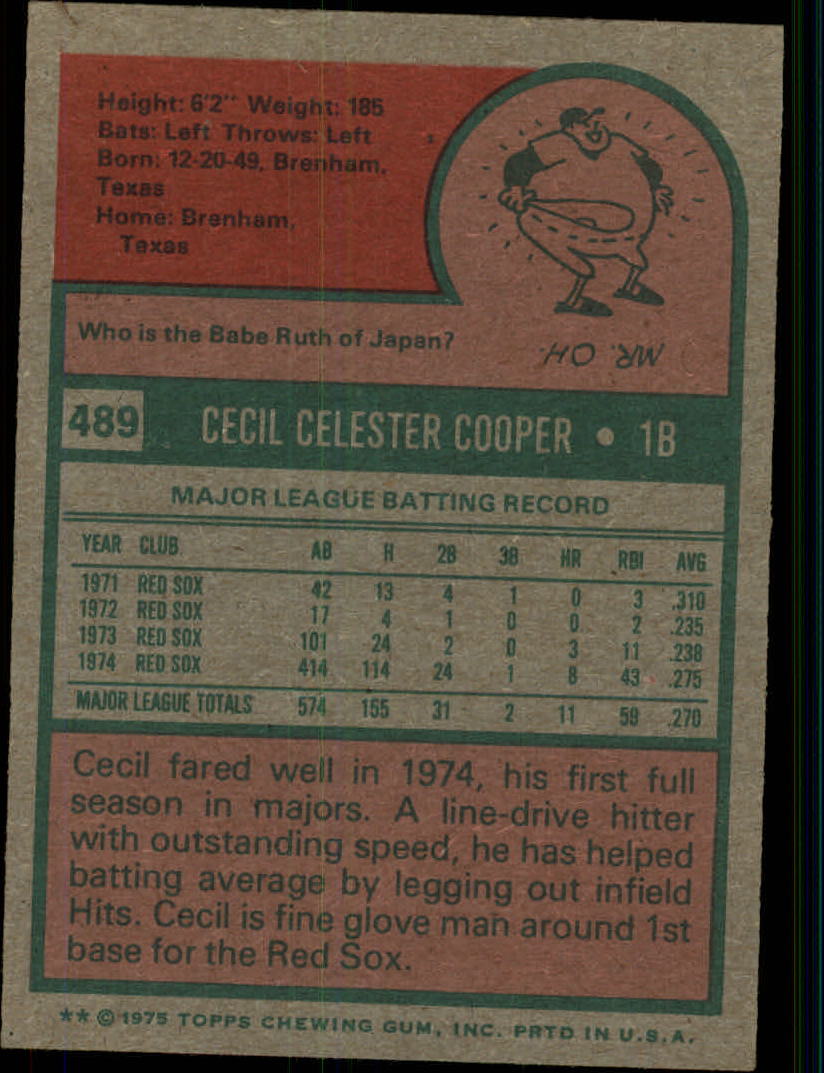 Height: 6'2" Weight: 185
Bats: Left Throws: Left
Born: 12-20-49, Brenham,
Texas
Home: Brenham,
Texas
Who is the Babe Ruth of Japan?
MR. OH.
489 CECIL CELESTER COOPER • 1B
MAJOR LEAGUE BATTING RECORD
YEAR CLUB AB H 2B 3B HR RBI AVG
1971 RED SOX 42 13 4 1 0 3 .310
1972 RED SOX 17 4 1 0 0 2 .235
1973 RED SOX 101 24 2 0 3 11 .238
1974 RED SOX 414 114 24 1 8 43 .275
MAJOR LEAGUE TOTALS 574 155 31 2 11 59 .270
Cecil fared well in 1974, his first full
season in majors. A line-drive hitter
with outstanding speed, he has helped
batting average by legging out infield
Hits. Cecil is fine glove man around 1st
base for the Red Sox.
** © 1975 TOPPS CHEWING GUM, INC. PRTD IN U.S.A.